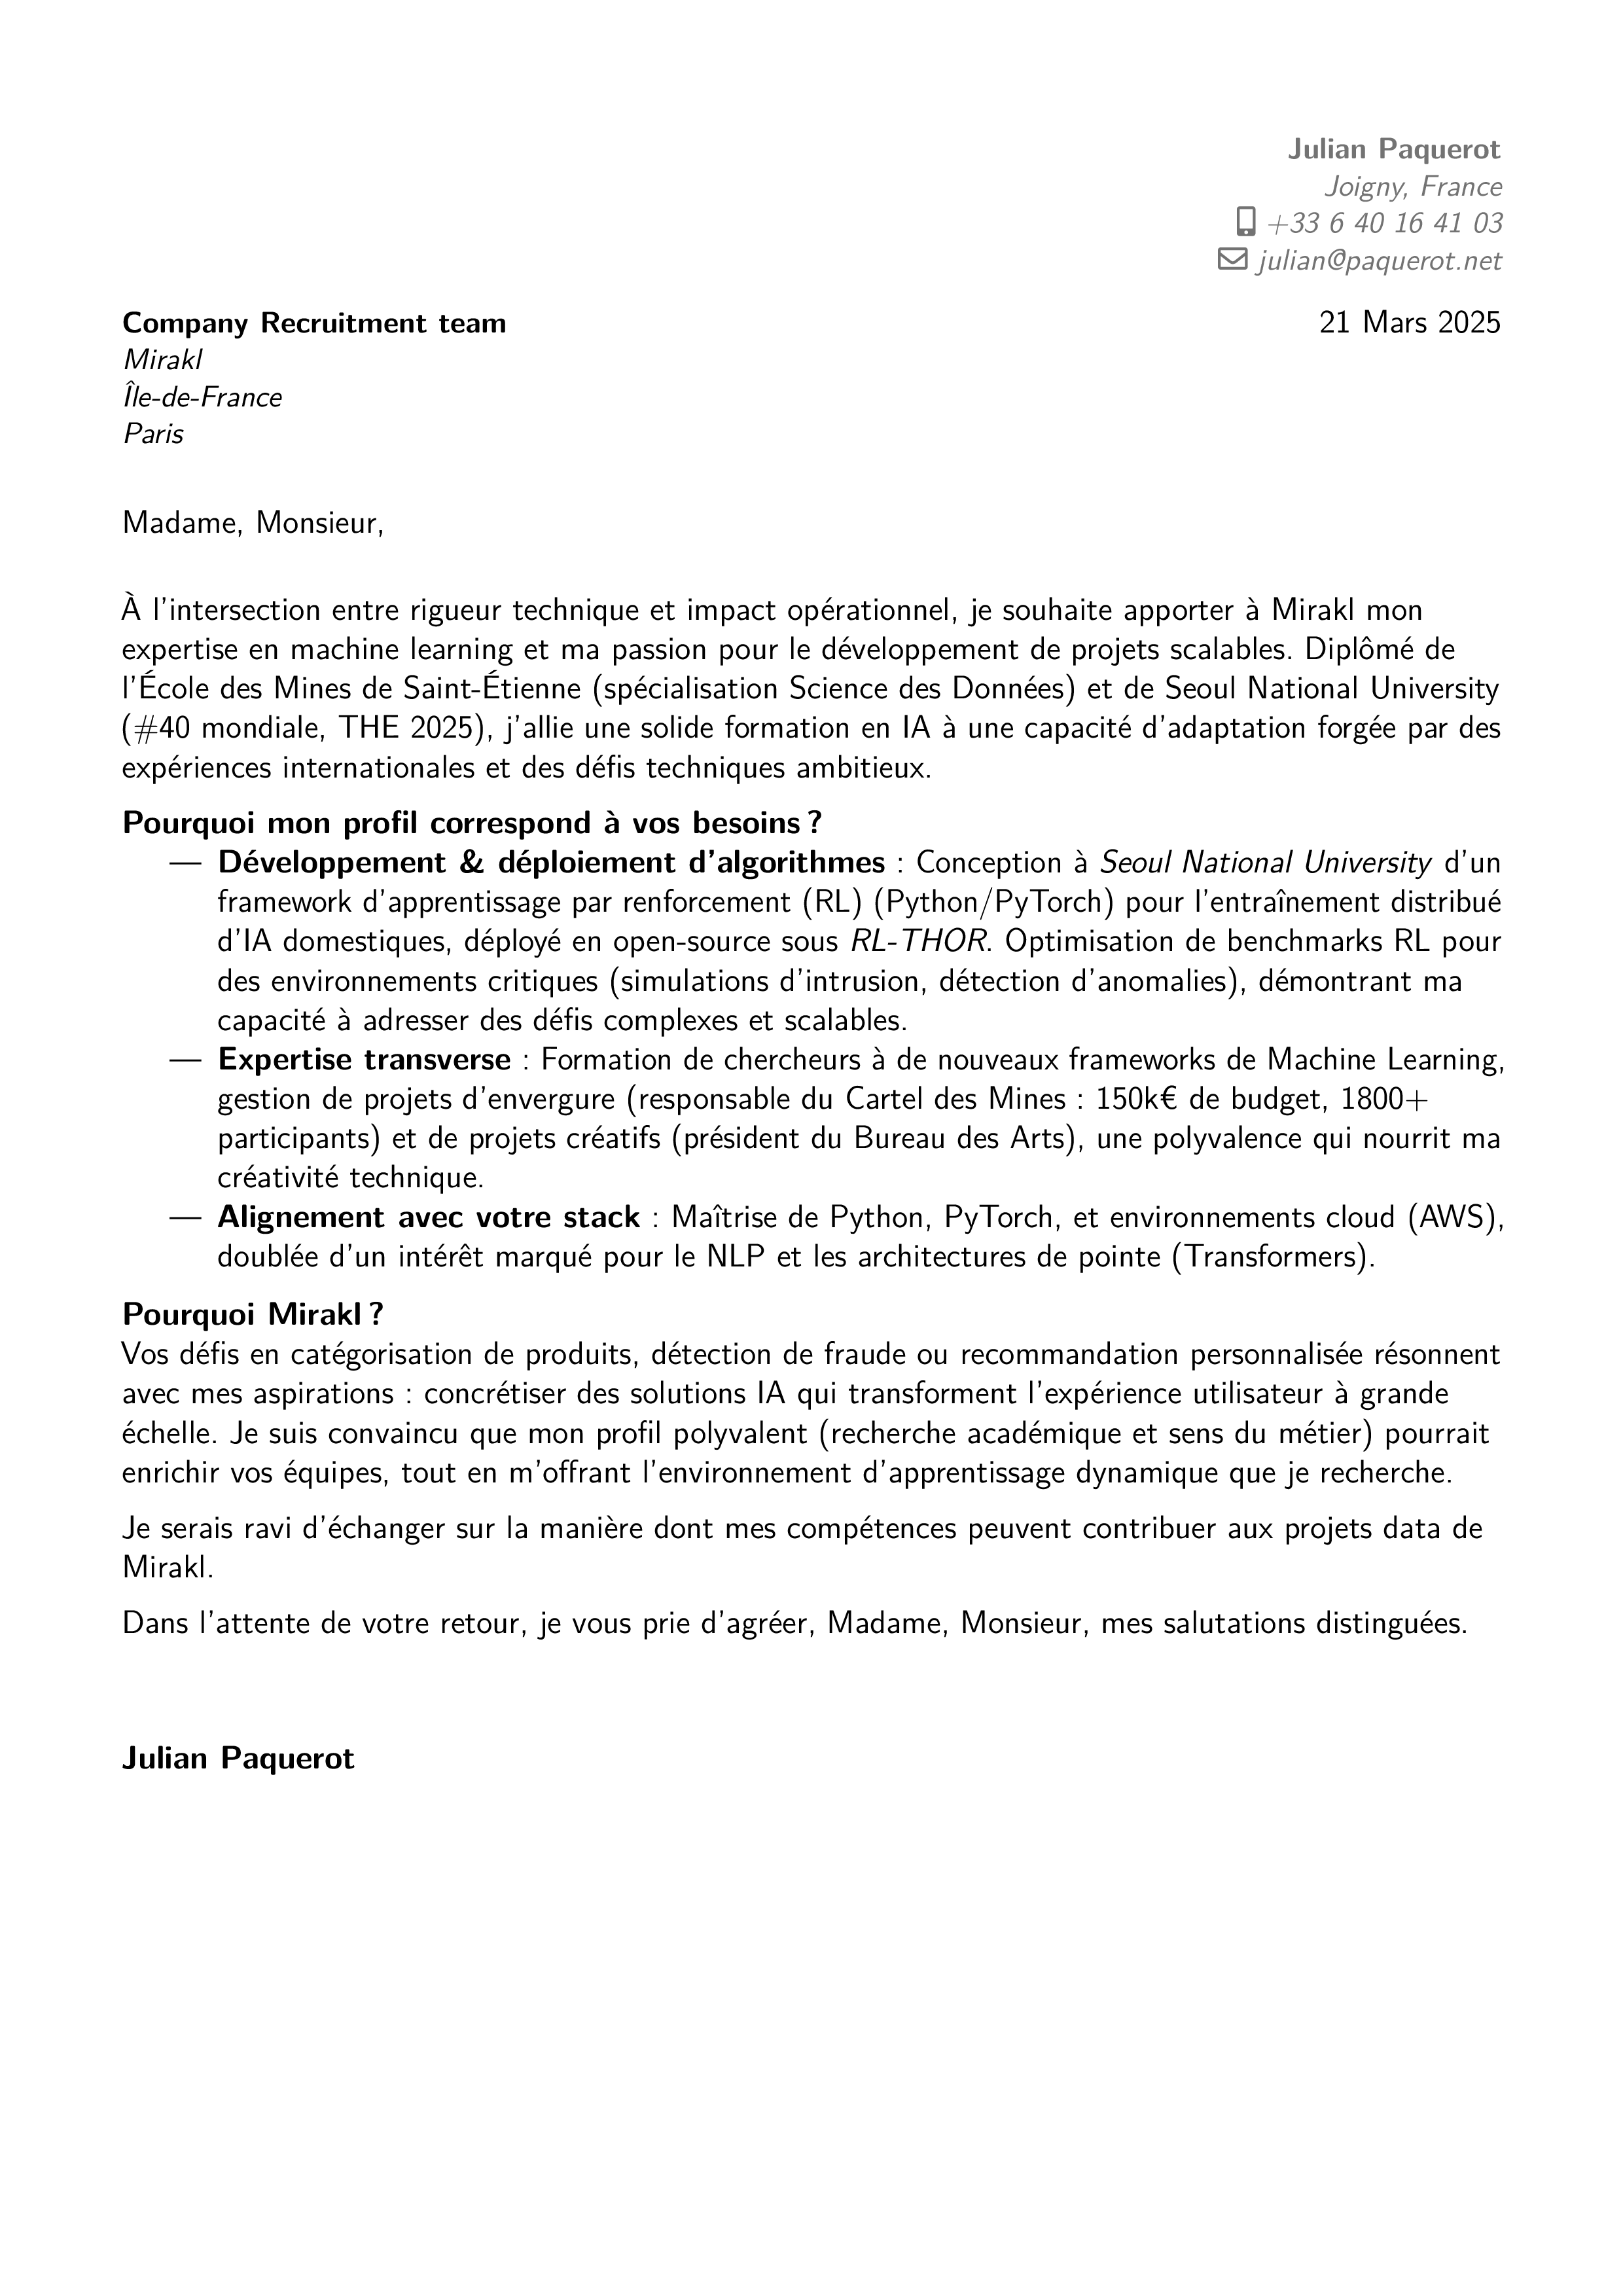 Julian Paquerot
Joigny, France
+33 6 40 16 41 03
julian@paquerot.net
Company Recruitment team
21 Mars 2025
Mirakl
Île-de-France
Paris
Madame, Monsieur,
À l'intersection entre rigueur technique et impact opérationnel, je souhaite apporter à Mirakl mon
expertise en machine learning et ma passion pour le développement de projets scalables. Diplômé de
l'École des Mines de Saint-Étienne (spécialisation Science des Données) et de Seoul National University
(#40 mondiale, THE 2025), j'allie une solide formation en IA à une capacité d'adaptation forgée par des
expériences internationales et des défis techniques ambitieux.
Pourquoi mon profil correspond à vos besoins ?
— Développement & déploiement d'algorithmes : Conception à Seoul National University d'un
framework d'apprentissage par renforcement (RL) (Python/PyTorch) pour l'entraînement distribué
d'IA domestiques, déployé en open-source sous RL-THOR. Optimisation de benchmarks RL pour
des environnements critiques (simulations d'intrusion, détection d'anomalies), démontrant ma
capacité à adresser des défis complexes et scalables.
— Expertise transverse : Formation de chercheurs à de nouveaux frameworks de Machine Learning,
gestion de projets d'envergure (responsable du Cartel des Mines : 150k€ de budget, 1800+
participants) et de projets créatifs (président du Bureau des Arts), une polyvalence qui nourrit ma
créativité technique.
— Alignement avec votre stack : Maîtrise de Python, PyTorch, et environnements cloud (AWS),
doublée d'un intérêt marqué pour le NLP et les architectures de pointe (Transformers).
Pourquoi Mirakl ?
Vos défis en catégorisation de produits, détection de fraude ou recommandation personnalisée résonnent
avec mes aspirations : concrétiser des solutions IA qui transforment l'expérience utilisateur à grande
échelle. Je suis convaincu que mon profil polyvalent (recherche académique et sens du métier) pourrait
enrichir vos équipes, tout en m'offrant l'environnement d'apprentissage dynamique que je recherche.
Je serais ravi d'échanger sur la manière dont mes compétences peuvent contribuer aux projets data de
Mirakl.
Dans l'attente de votre retour, je vous prie d'agréer, Madame, Monsieur, mes salutations distinguées.
Julian Paquerot